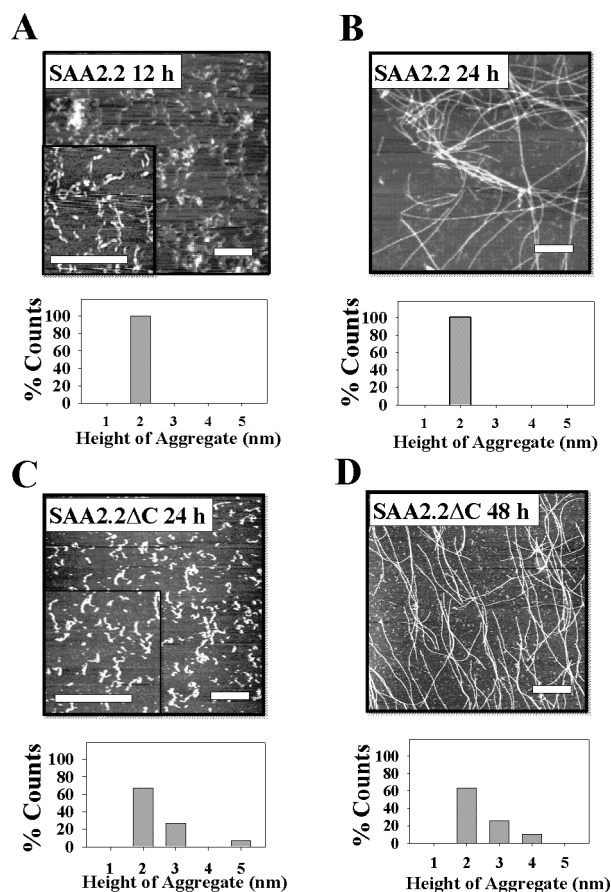 A
SAA2.2 12 h
% Counts
100
80
60
40
20
0
1 2 3 4 5
Height of Aggregate (nm)
B
SAA2.2 24 h
% Counts
100
80
60
40
20
0
1 2 3 4 5
Height of Aggregate (nm)
C
SAA2.2ΔC 24 h
% Counts
100
80
60
40
20
0
1 2 3 4 5
Height of Aggregate (nm)
D
SAA2.2ΔC 48 h
% Counts
100
80
60
40
20
0
1 2 3 4 5
Height of Aggregate (nm)